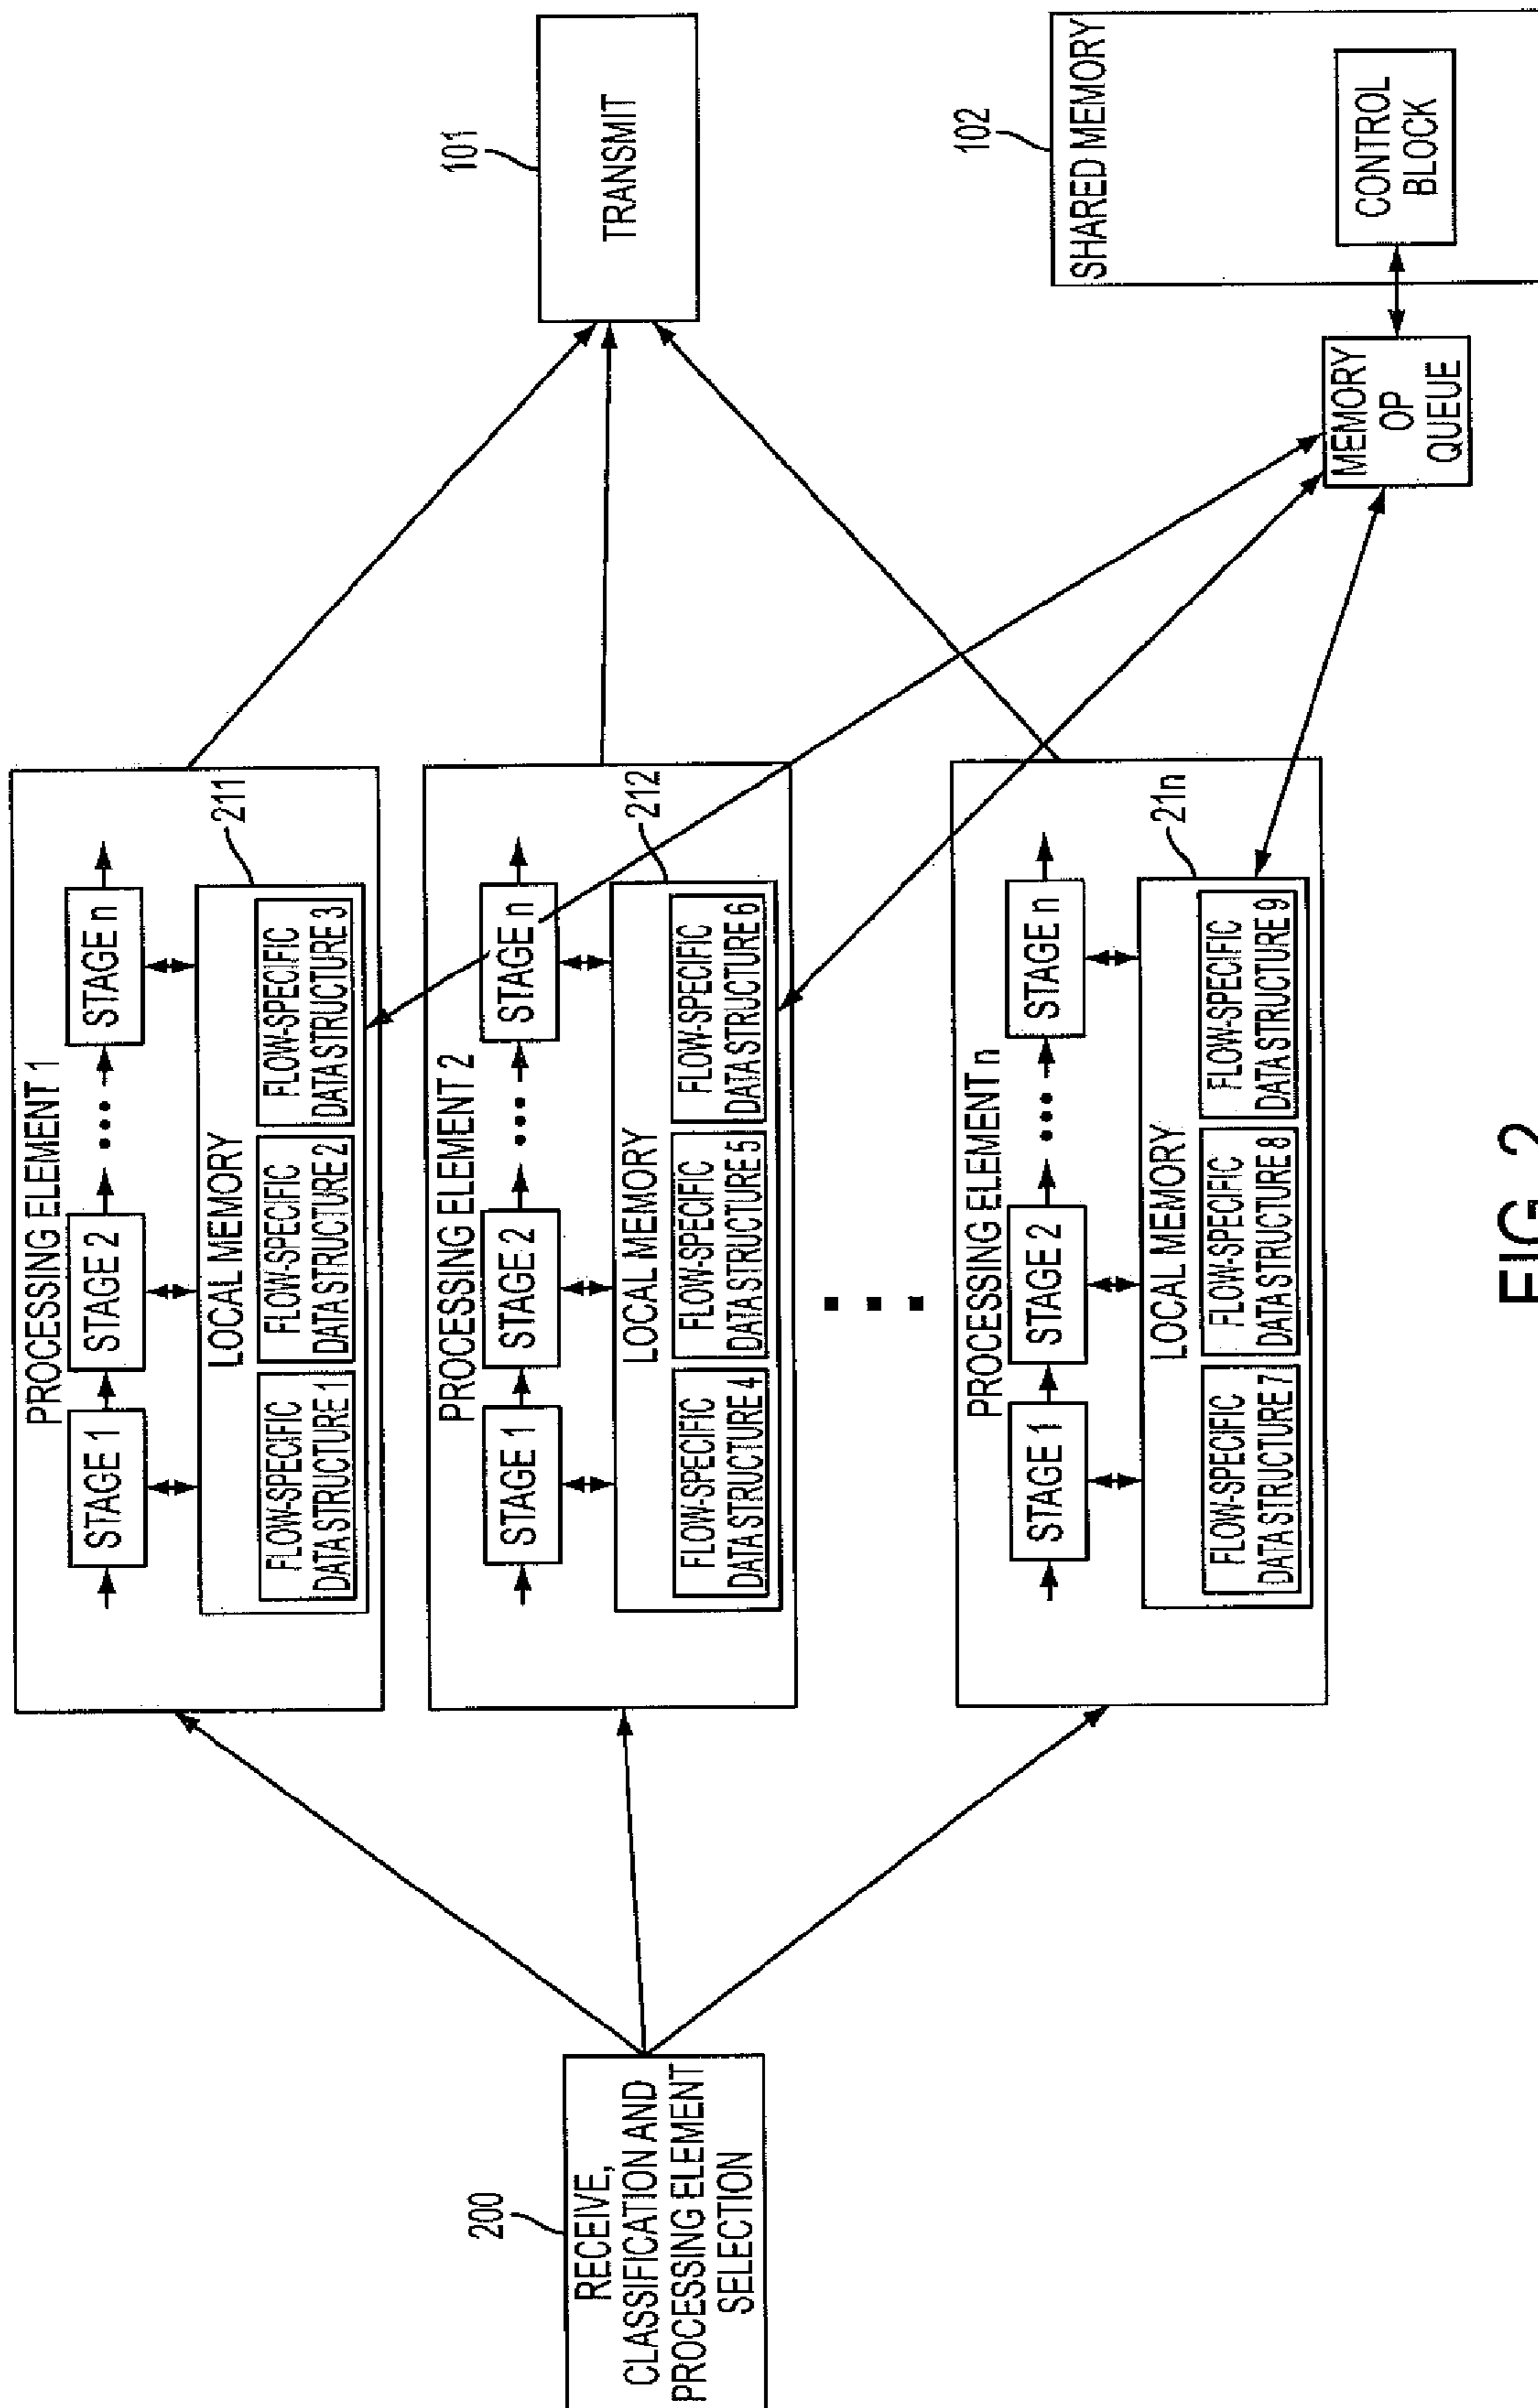 200
RECEIVE,
CLASSIFICATION AND
PROCESSING ELEMENT
SELECTION
PROCESSING ELEMENT 1
STAGE 1
STAGE 2
STAGE n
LOCAL MEMORY
211
FLOW-SPECIFIC
DATA STRUCTURE 1
FLOW-SPECIFIC
DATA STRUCTURE 2
FLOW-SPECIFIC
DATA STRUCTURE 3
PROCESSING ELEMENT 2
STAGE 1
STAGE 2
STAGE n
LOCAL MEMORY
212
FLOW-SPECIFIC
DATA STRUCTURE 4
FLOW-SPECIFIC
DATA STRUCTURE 5
FLOW-SPECIFIC
DATA STRUCTURE 6
PROCESSING ELEMENT n
STAGE 1
STAGE 2
STAGE n
LOCAL MEMORY
21n
FLOW-SPECIFIC
DATA STRUCTURE 7
FLOW-SPECIFIC
DATA STRUCTURE 8
FLOW-SPECIFIC
DATA STRUCTURE 9
101
TRANSMIT
102
SHARED MEMORY
CONTROL
BLOCK
MEMORY
OP
QUEUE
FIG. 2